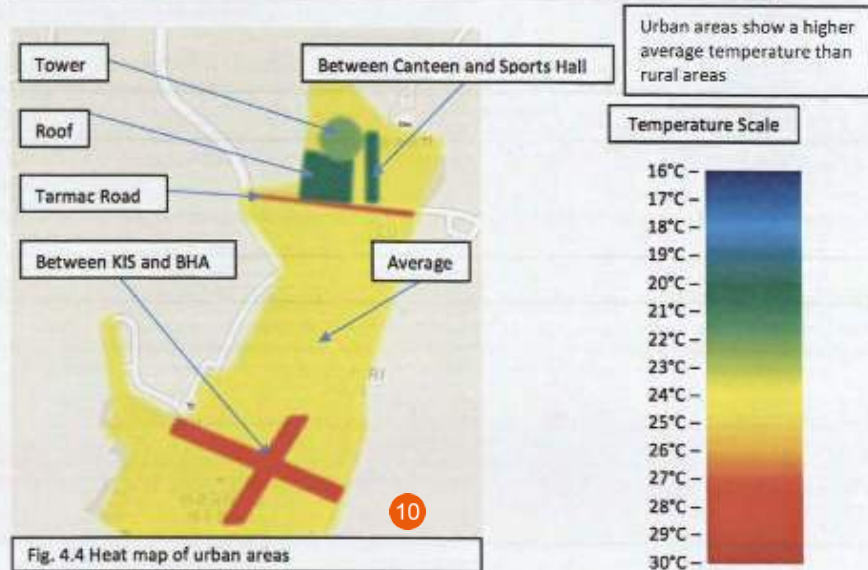 Urban areas show a higher
average temperature than
rural areas
Tower
Between Canteen and Sports Hall
Roof
Tarmac Road
Between KIS and BHA
Average
Temperature Scale
16°C –
17°C –
18°C –
19°C –
20°C –
21°C –
22°C –
23°C –
24°C –
25°C –
26°C –
27°C –
28°C –
29°C –
30°C –
10
Fig. 4.4 Heat map of urban areas